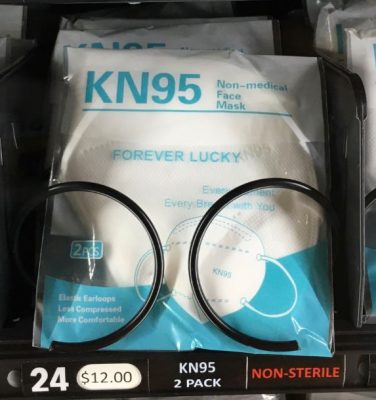 KN95
KN95
Non-medical
Face
Mask
FOREVER LUCKY
Every Breath with You
KN95
2PCS
Elastic Earloops
Less Compressed
More Comfortable
24
$12.00
KN95
2 PACK
NON-STERILE